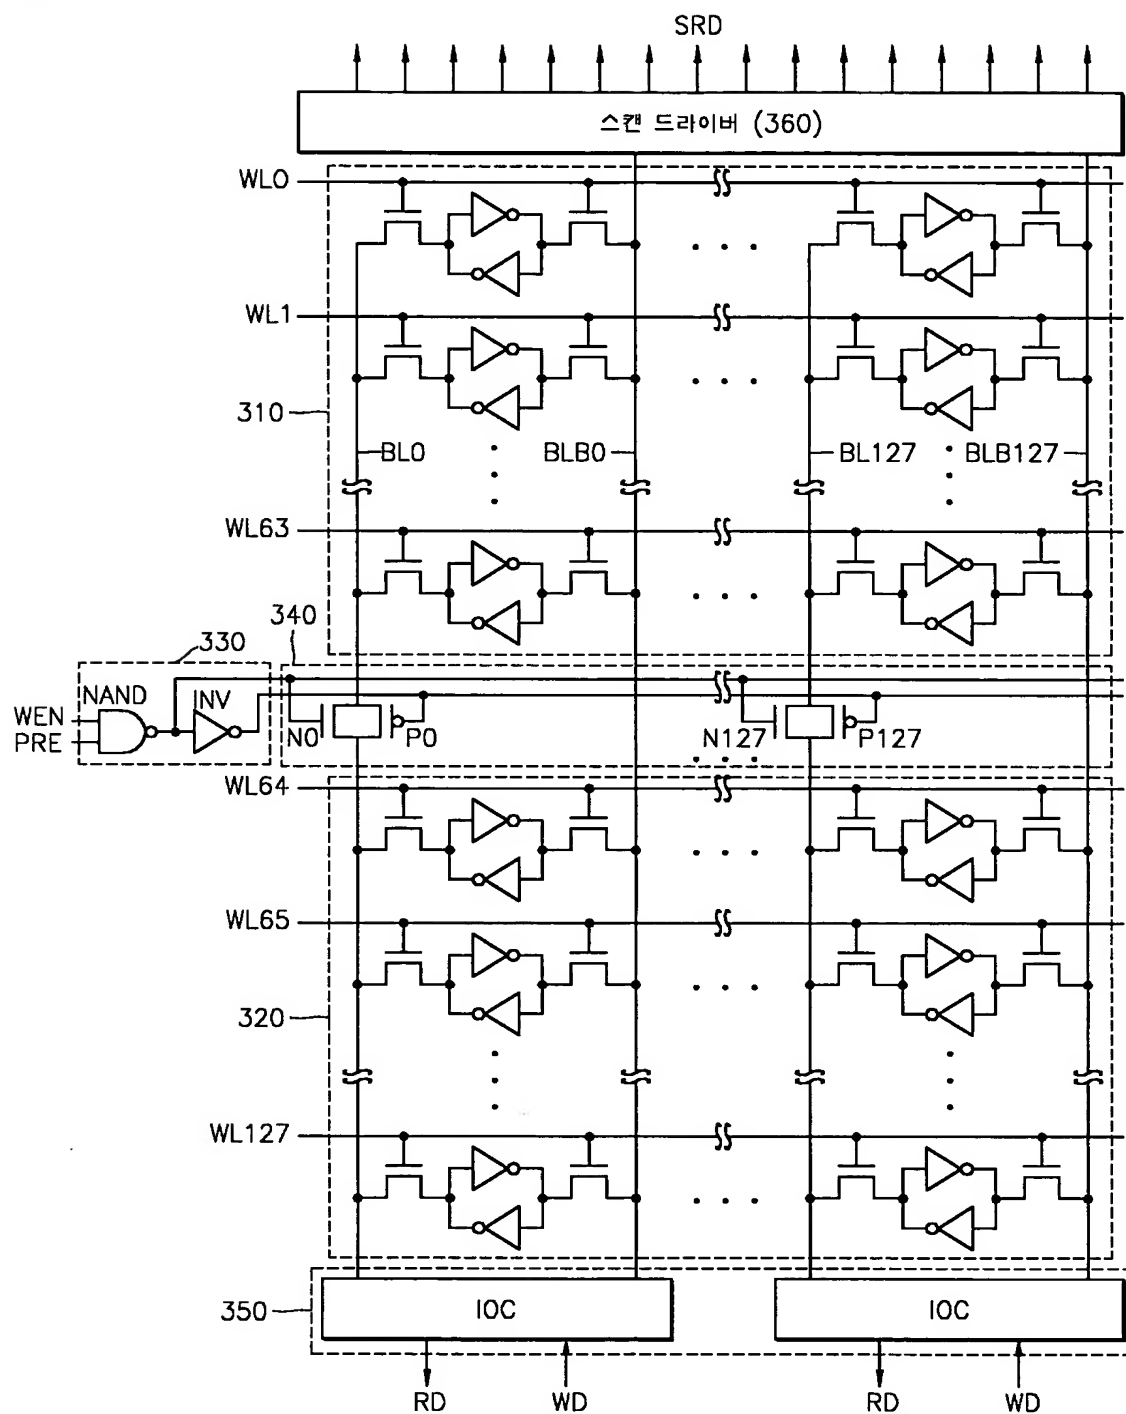 SRD
스캔 드라이버 (360)
WL0
WL1
310
BL0 BLB0 BL127 BLB127
WL63
340
330
NAND INV
WEN
PRE
N0 P0 N127 P127
WL64
WL65
320
WL127
350 IOC IOC
RD WD RD WD